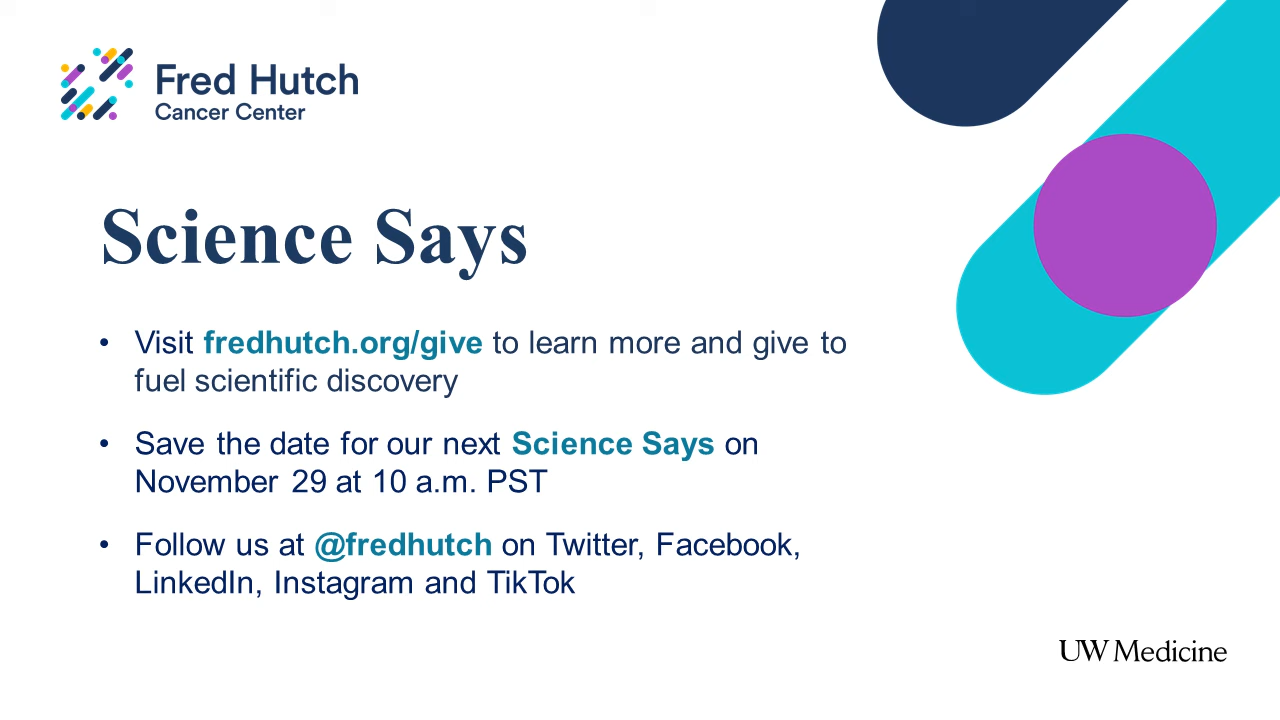 Fred Hutch
Cancer Center
Science Says
• Visit fredhutch.org/give to learn more and give to
fuel scientific discovery
• Save the date for our next Science Says on
November 29 at 10 a.m. PST
• Follow us at @fredhutch on Twitter, Facebook,
LinkedIn, Instagram and TikTok
UW Medicine